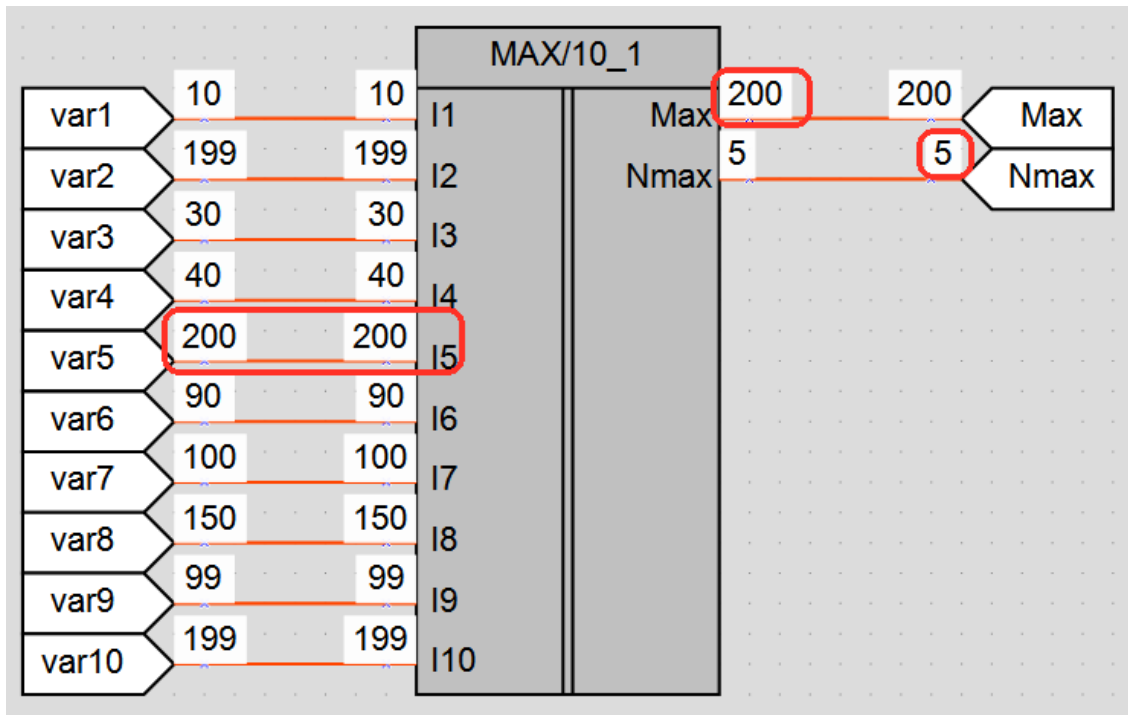 MAX/10_1
var1 10 10 I1 Max 200 200 Max
var2 199 199 I2 Nmax 5 5 Nmax
var3 30 30 I3
var4 40 40 I4
var5 200 200 I5
var6 90 90 I6
var7 100 100 I7
var8 150 150 I8
var9 99 99 I9
var10 199 199 I10